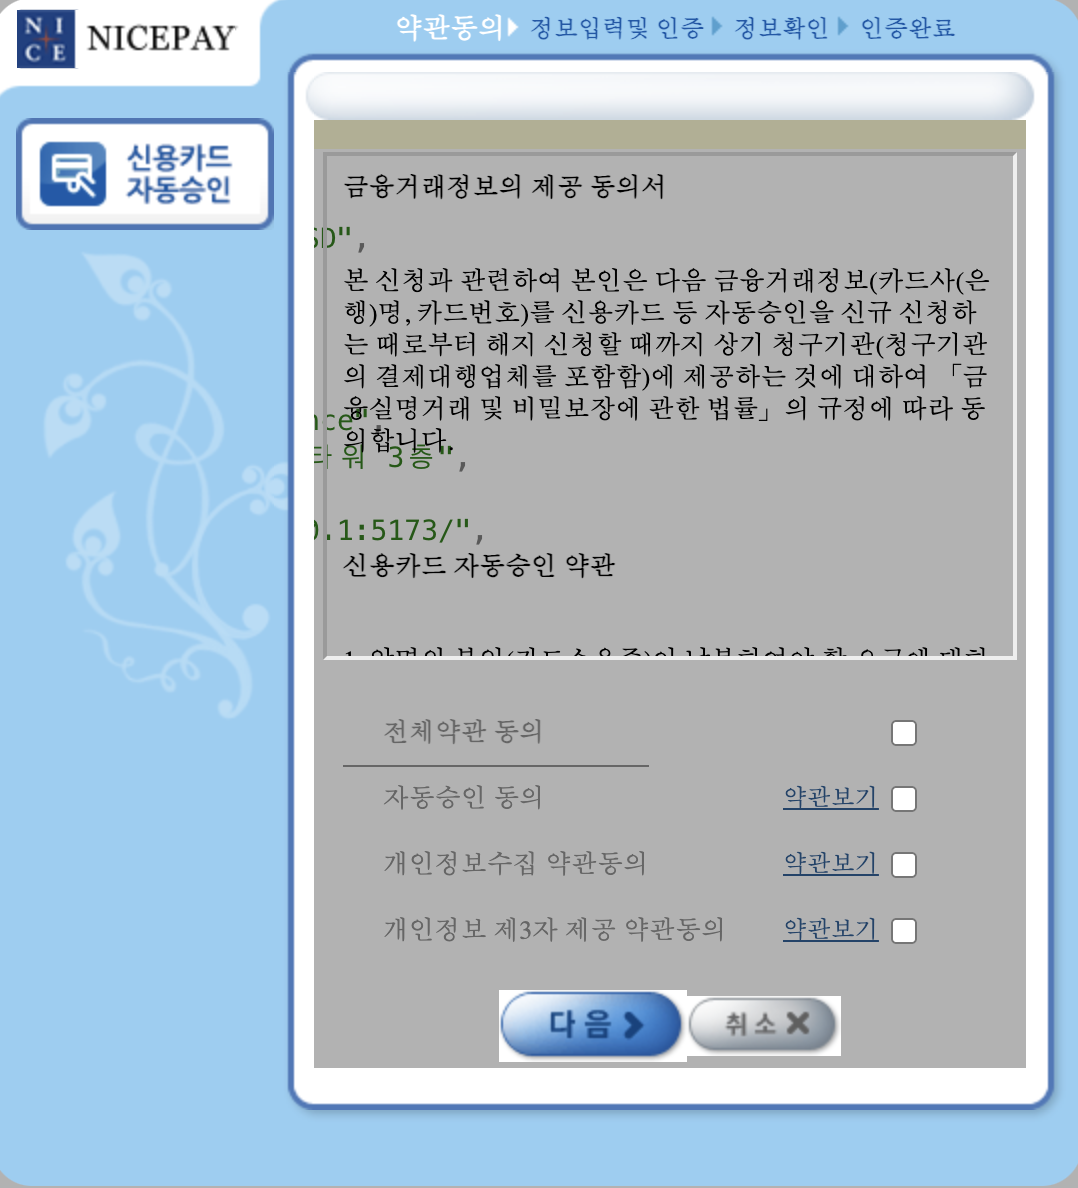 NICE
NICEPAY
약관동의 정보입력및 인증 정보확인 인증완료
신용카드
자동승인
금융거래정보의 제공 동의서
SD",
본 신청과 관련하여 본인은 다음 금융거래정보(카드사(은
행)명, 카드번호)를 신용카드 등 자동승인을 신규 신청하
는 때로부터 해지 신청할 때까지 상기 청구기관(청구기관
의 결제대행업체를 포함함)에 제공하는 것에 대하여 「금
융실명거래 및 비밀보장에 관한 법률」의 규정에 따라 동
nce",
의합니다.
타워 3층",
0.1:5173/",
신용카드 자동승인 약관
전체약관 동의
자동승인 동의 약관보기
개인정보수집 약관동의 약관보기
개인정보 제3자 제공 약관동의 약관보기
다음 취소